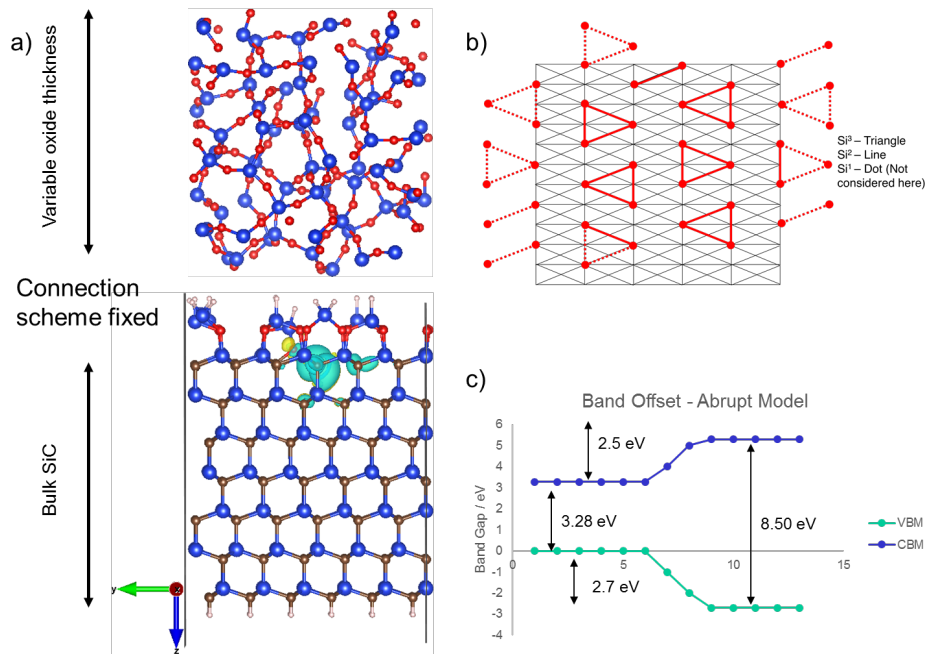 a)
Variable oxide thickness
Connection
scheme fixed
Bulk SiC
y
z
b)
Si³ – Triangle
Si² – Line
Si¹ – Dot (Not
considered here)
c)
Band Offset - Abrupt Model
Band Gap / eV
6
5
4
3
2
1
0
-1
-2
-3
-4
0
5
10
15
2.5 eV
3.28 eV
8.50 eV
2.7 eV
VBM
CBM